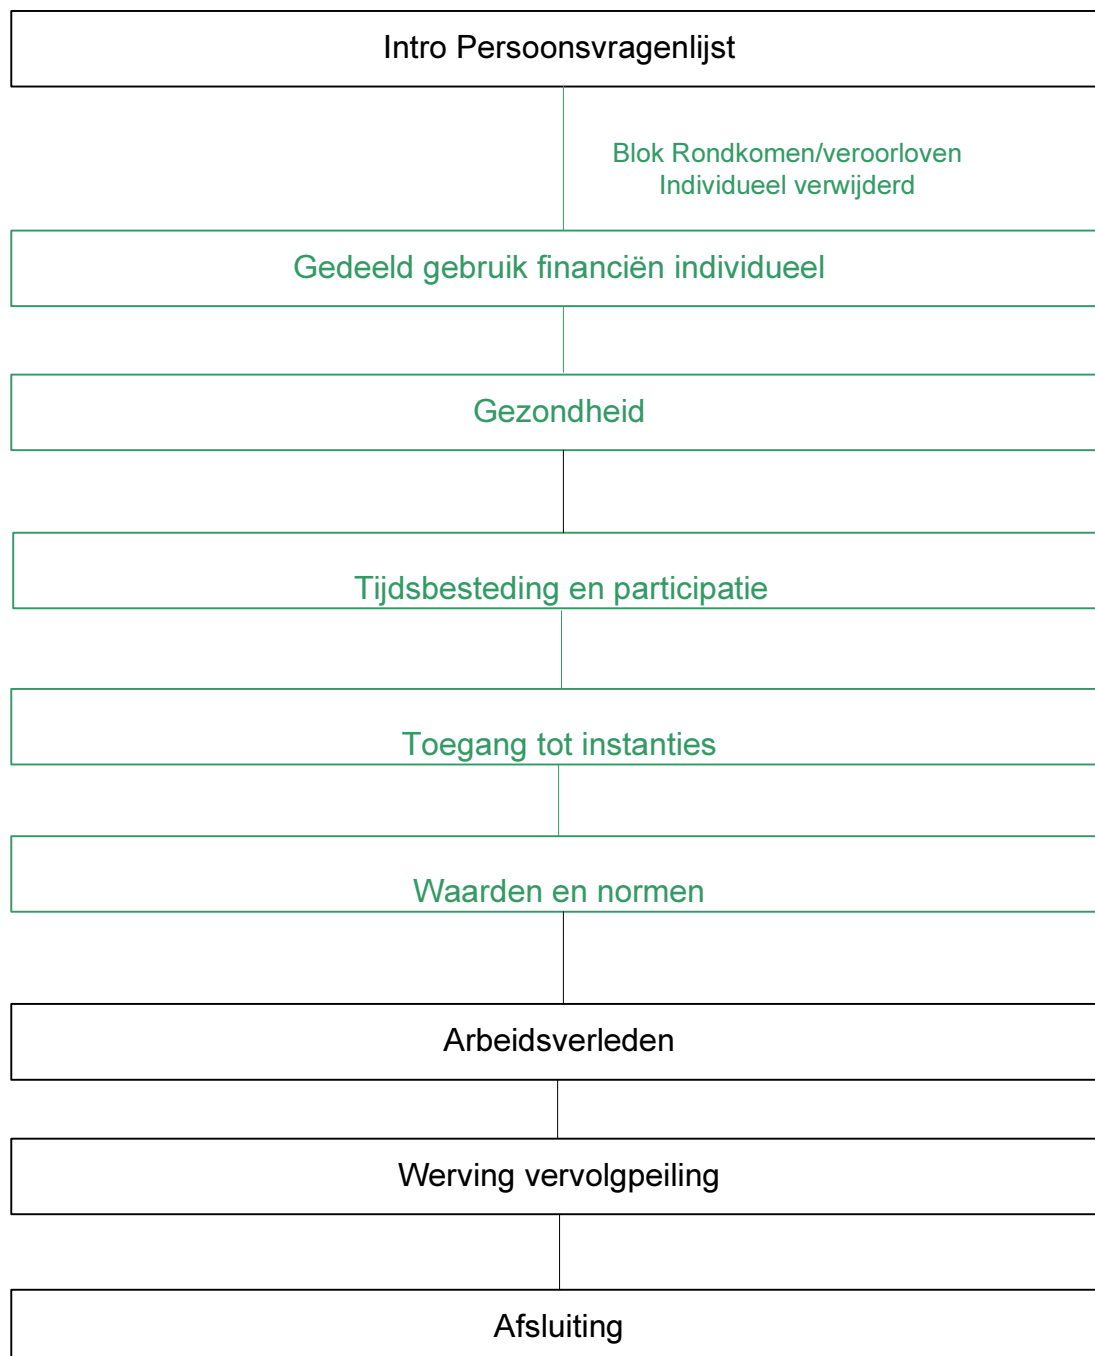 Intro Persoonsvragenlijst
Blok Rondkomen/veroorloven
Individueel verwijderd
Gedeeld gebruik financiën individueel
Gezondheid
Tijdsbesteding en participatie
Toegang tot instanties
Waarden en normen
Arbeidsverleden
Werving vervolgpeiling
Afsluiting